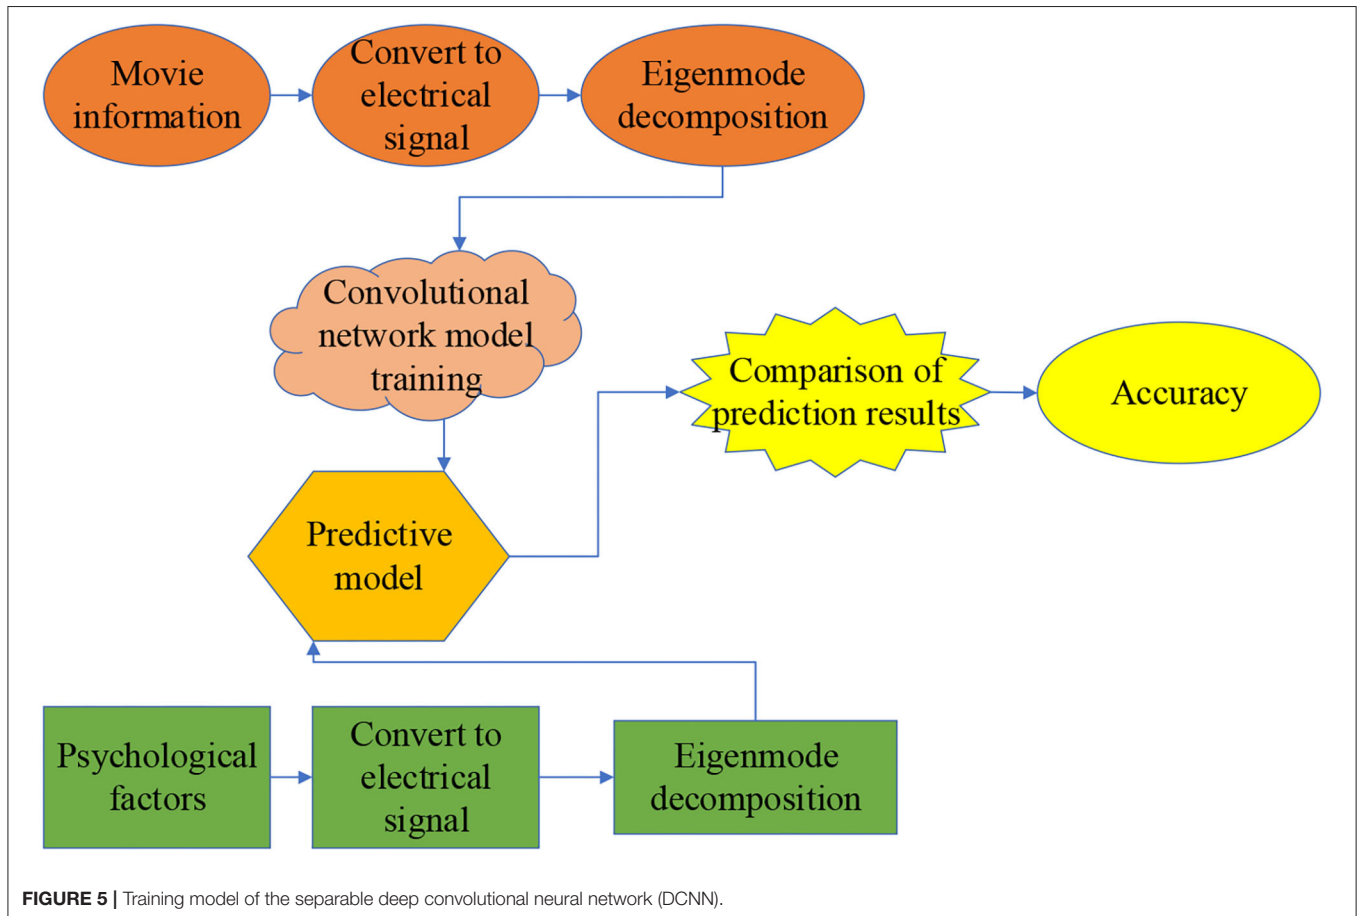 Movie
information
Convert to
electrical
signal
Eigenmode
decomposition
Convolutional
network model
training
Comparison of
prediction results
Accuracy
Predictive
model
Psychological
factors
Convert to
electrical
signal
Eigenmode
decomposition
FIGURE 5 | Training model of the separable deep convolutional neural network (DCNN).